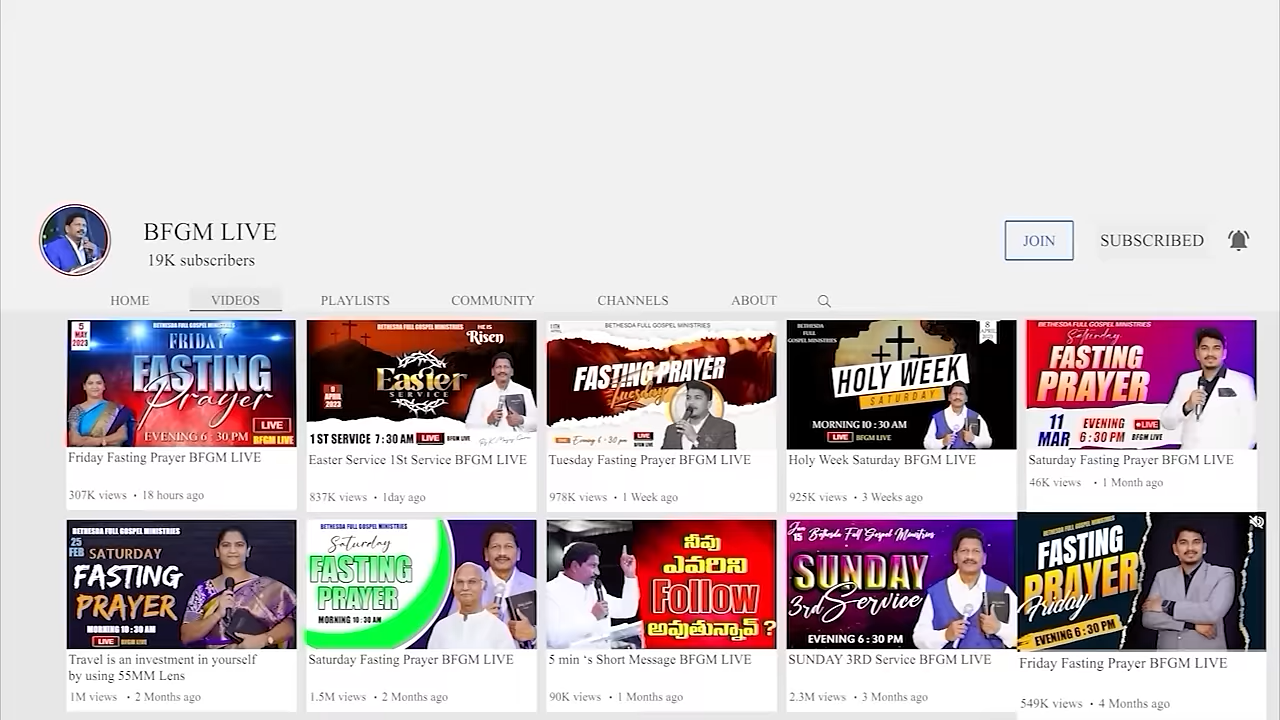 BFGM LIVE
19K subscribers
JOIN
SUBSCRIBED
HOME
VIDEOS
PLAYLISTS
COMMUNITY
CHANNELS
ABOUT
5
MAY
2023
BETHESDA FULL GOSPEL MINISTRIES
FRIDAY
FASTING
Prayer
LIVE
EVENING 6 : 30 PM BFGM LIVE
Friday Fasting Prayer BFGM LIVE
307K views • 18 hours ago
BETHESDA FULL GOSPEL MINISTRIES
HE IS
Risen
Easter
SERVICE
9
APRIL
2023
1ST SERVICE 7 : 30 AM LIVE BFGM LIVE
Easter Service 1St Service BFGM LIVE
837K views • 1day ago
BETHESDA FULL GOSPEL MINISTRIES
FASTING PRAYER
Tuesday
Evening 6 : 30 pm LIVE BFGM LIVE
Tuesday Fasting Prayer BFGM LIVE
978K views • 1 Week ago
BETHESDA
FULL
GOSPEL MINISTRIES
8
APRIL
HOLY WEEK
SATURDAY
MORNING 10 : 30 AM
LIVE BFGM LIVE
Holy Week Saturday BFGM LIVE
925K views • 3 Weeks ago
BETHESDA FULL GOSPEL MINISTRIES
Saturday
FASTING
PRAYER
11
MAR
EVENING
6 : 30 PM
LIVE
BFGM LIVE
Saturday Fasting Prayer BFGM LIVE
46K views • 1 Month ago
BETHESDA FULL GOSPEL MINISTRIES
25
FEB
SATURDAY
FASTING
PRAYER
MORNING 10 : 30 AM
LIVE BFGM LIVE
Travel is an investment in yourself
by using 55MM Lens
1M views • 2 Months ago
BETHESDA FULL GOSPEL MINISTRIES
Saturday
FASTING
PRAYER
MORNING 10 : 30 AM
Saturday Fasting Prayer BFGM LIVE
1.5M views • 2 Months ago
నీవు
ఎవరిని
Follow
అవుతున్నావ్ ?
5 min ‘s Short Message BFGM LIVE
90K views • 1 Months ago
Jan
15
Bethesda Full Gospel Ministries
SUNDAY
3rd Service
EVENING 6 : 30 PM
SUNDAY 3RD Service BFGM LIVE
2.3M views • 3 Months ago
BETHESDA FULL GOSPEL MINISTRIES
FASTING
PRAYER
Friday
EVENING 6 : 30 PM
Friday Fasting Prayer BFGM LIVE
549K views • 4 Months ago